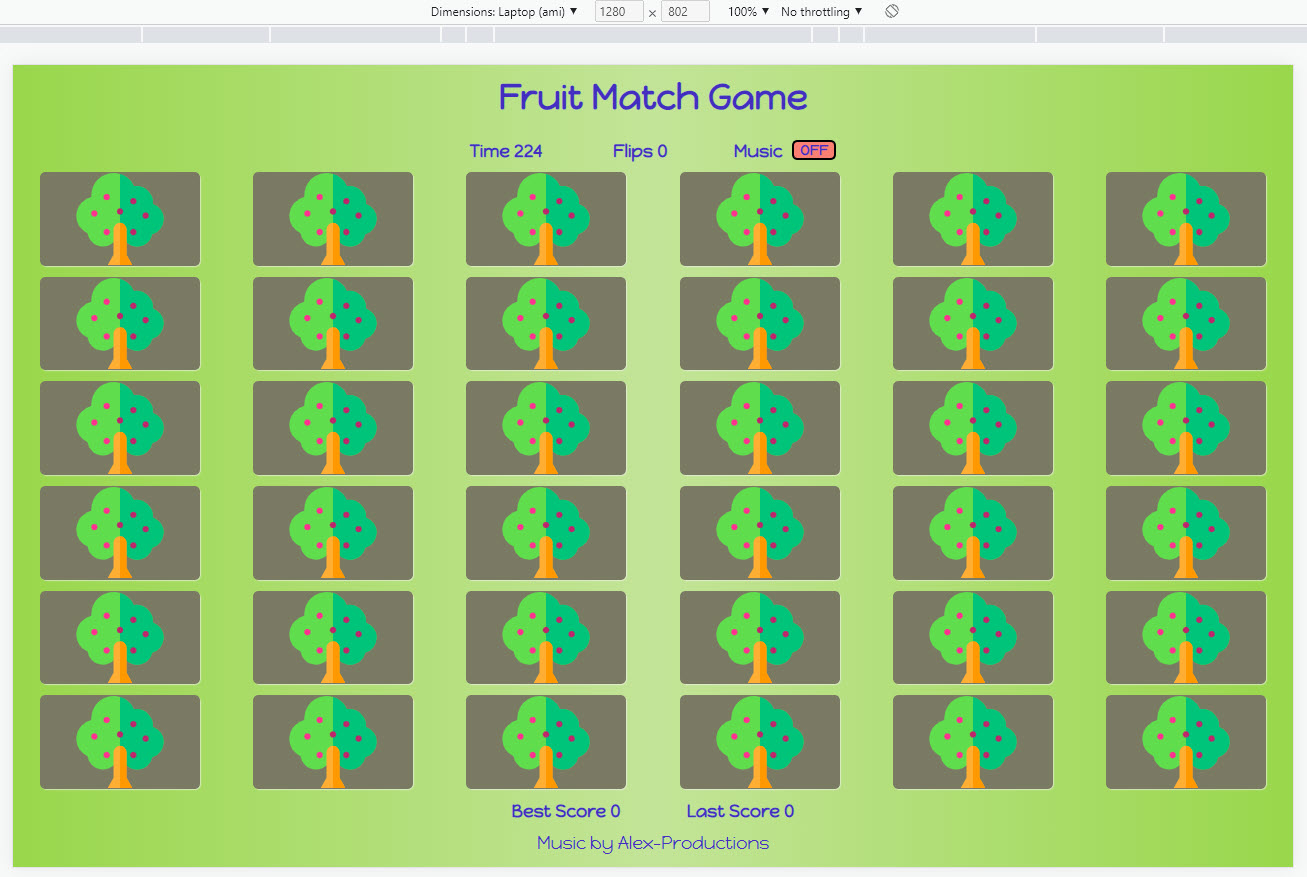 Dimensions: Laptop (ami) ▼ 1280 × 802 100% ▼ No throttling ▼
Fruit Match Game
Time 224 Flips 0 Music OFF
Best Score 0 Last Score 0
Music by Alex-Productions